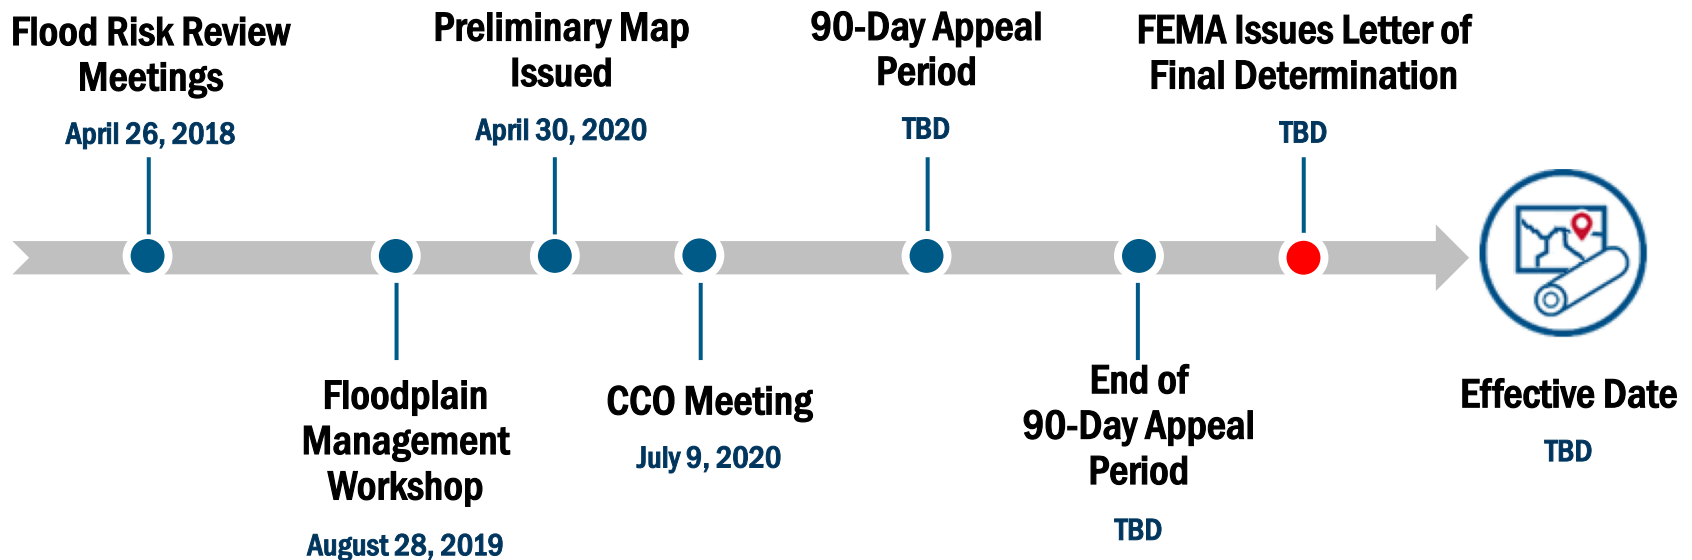 Flood Risk Review
Meetings
April 26, 2018
Floodplain
Management
Workshop
August 28, 2019
Preliminary Map
Issued
April 30, 2020
CCO Meeting
July 9, 2020
90-Day Appeal
Period
TBD
End of
90-Day Appeal
Period
TBD
FEMA Issues Letter of
Final Determination
TBD
Effective Date
TBD